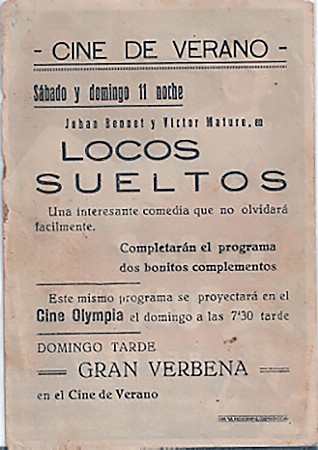 - CINE DE VERANO -
Sábado y domingo 11 noche
Johan Bennet y Victor Mature, en
LOCOS
SUELTOS
Una interesante comedia que no olvidará
facilmente.
Completarán el programa
dos bonitos complementos
Este mismo programa se proyectará en el
Cine Olympia el domingo a las 7'30 tarde
DOMINGO TARDE
GRAN VERBENA
en el Cine de Verano